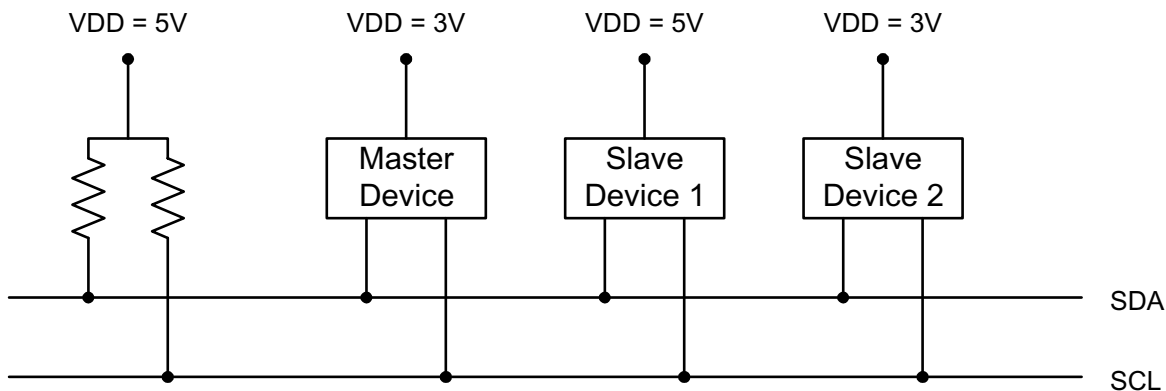 VDD = 5V
VDD = 3V
VDD = 5V
VDD = 3V
Master
Device
Slave
Device 1
Slave
Device 2
SDA
SCL